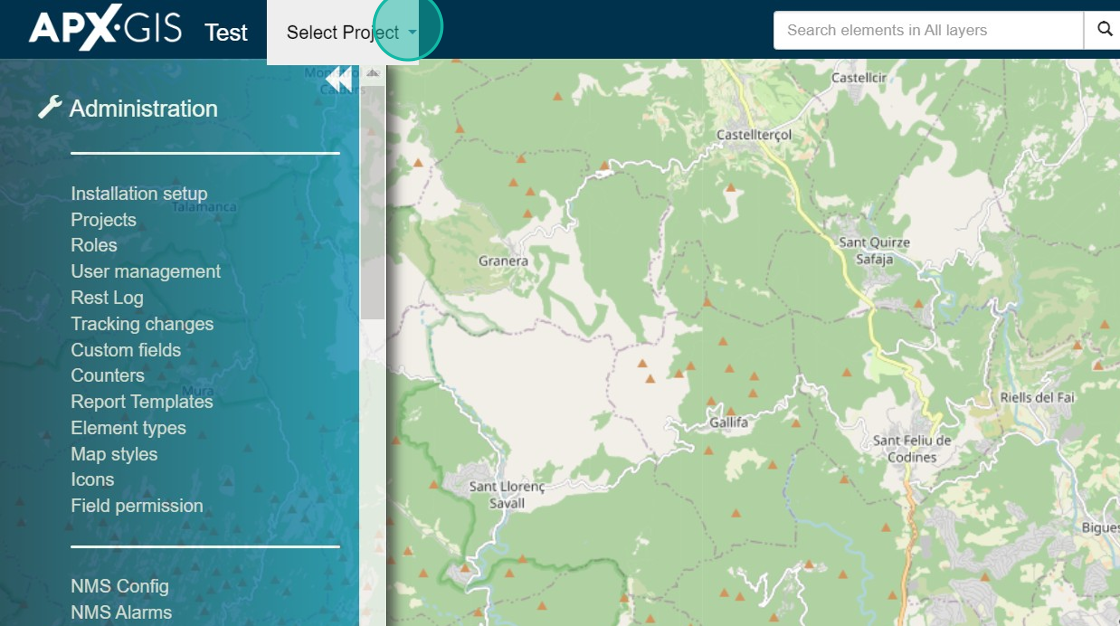 APX·GIS Test Select Project Search elements in All layers
Administration
Installation setup
Projects
Roles
User management
Rest Log
Tracking changes
Custom fields
Counters
Report Templates
Element types
Map styles
Icons
Field permission
NMS Config
NMS Alarms
Talamanca
Mura
Castellcir
Castellterçol
Granera
Sant Quirze
Safaja
Riells del Fai
Gallifa
Sant Feliu de
Codines
Sant Llorenç
Savall
Bigues